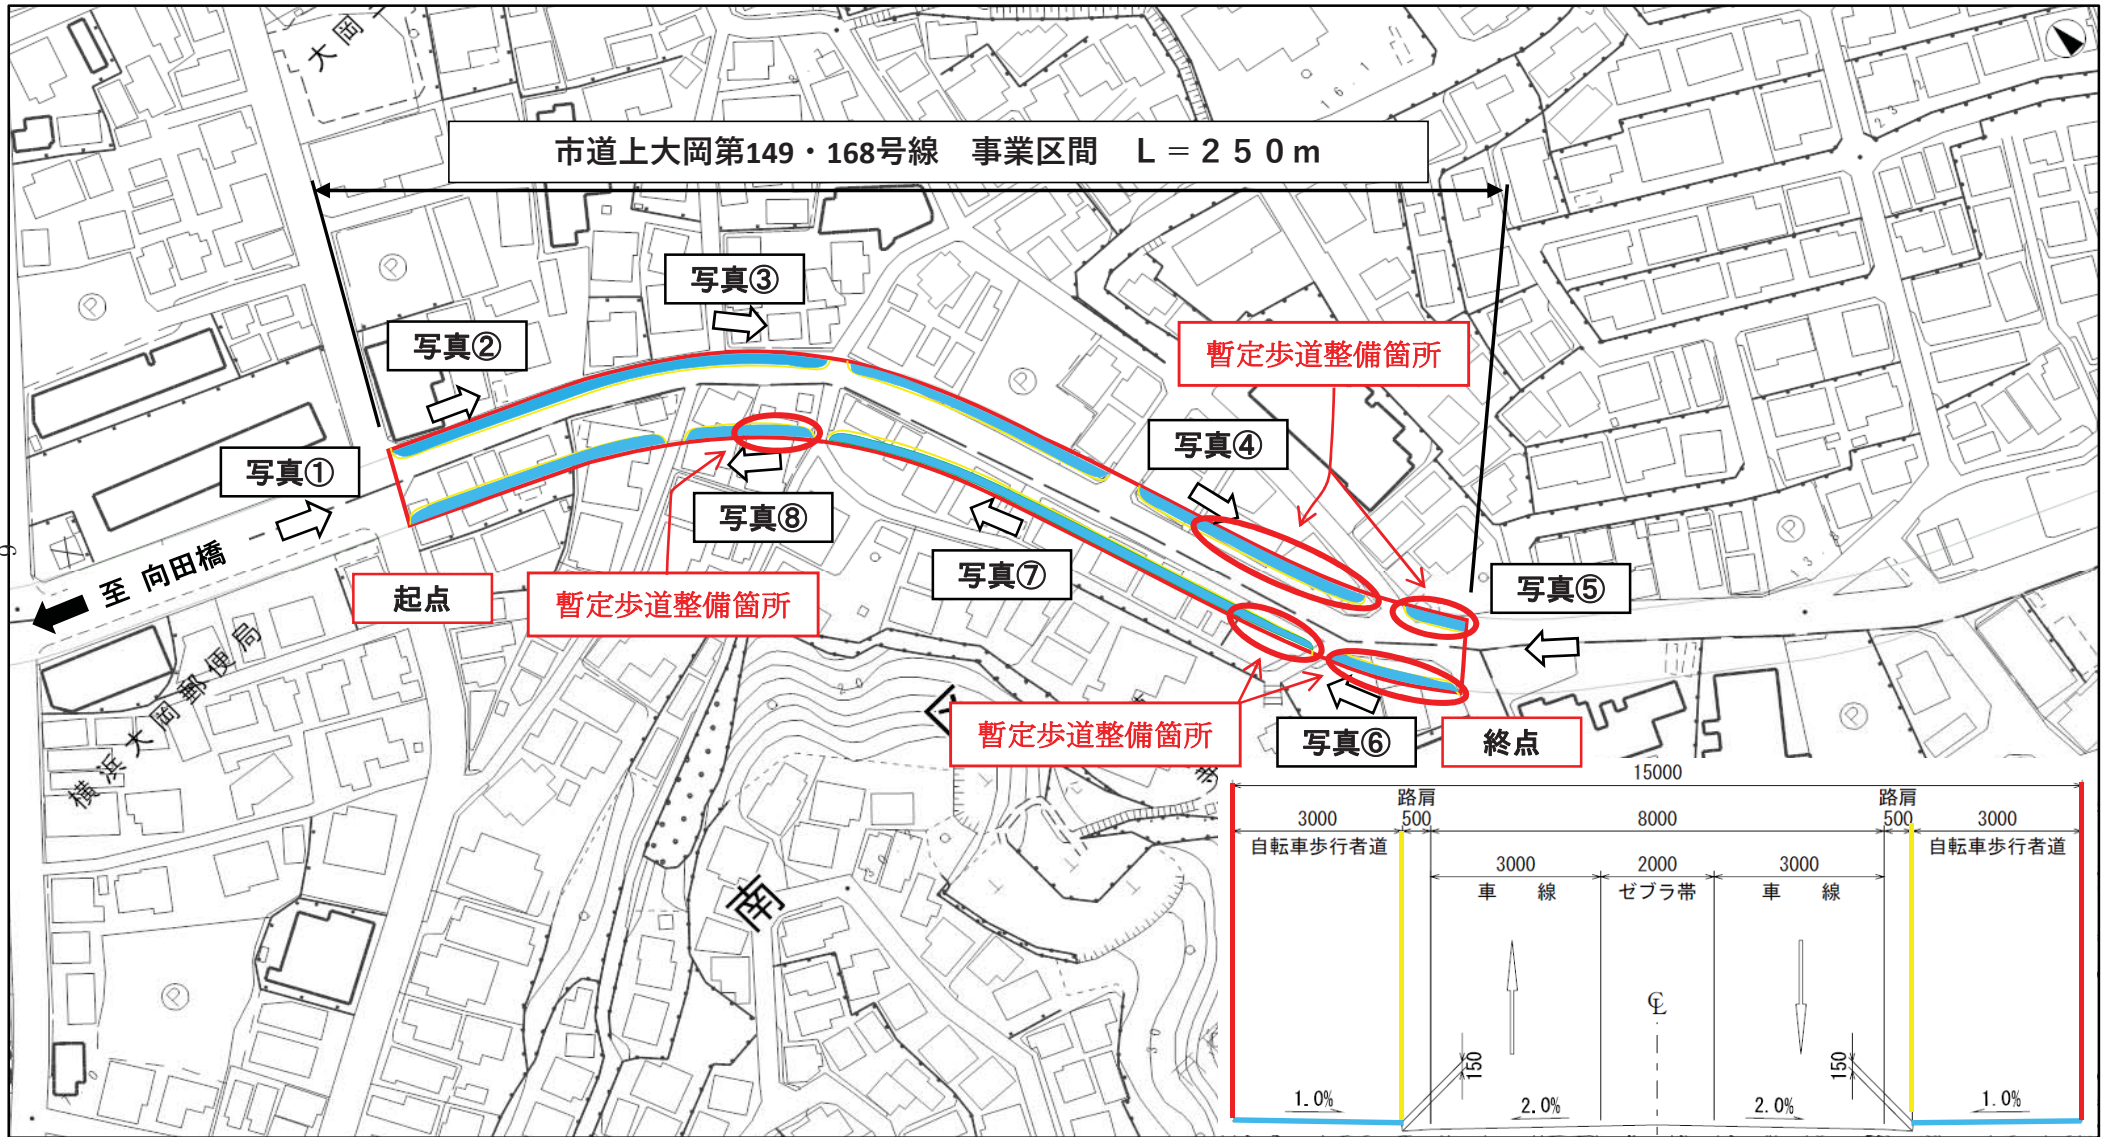 大岡
16.1
23
市道上大岡第149・168号線　事業区間　Ｌ＝２５０ｍ
写真③
写真②
暫定歩道整備箇所
写真④
写真①
写真⑧
写真⑦
写真⑤
13
至 向田橋
起点
暫定歩道整備箇所
暫定歩道整備箇所
写真⑥
終点
横浜大岡郵便局
20
南
30
15000
路肩
路肩
3000
500
8000
500
3000
自転車歩行者道
自転車歩行者道
3000
2000
3000
車　線
ゼブラ帯
車　線
℄
150
150
1.0%
2.0%
2.0%
1.0%